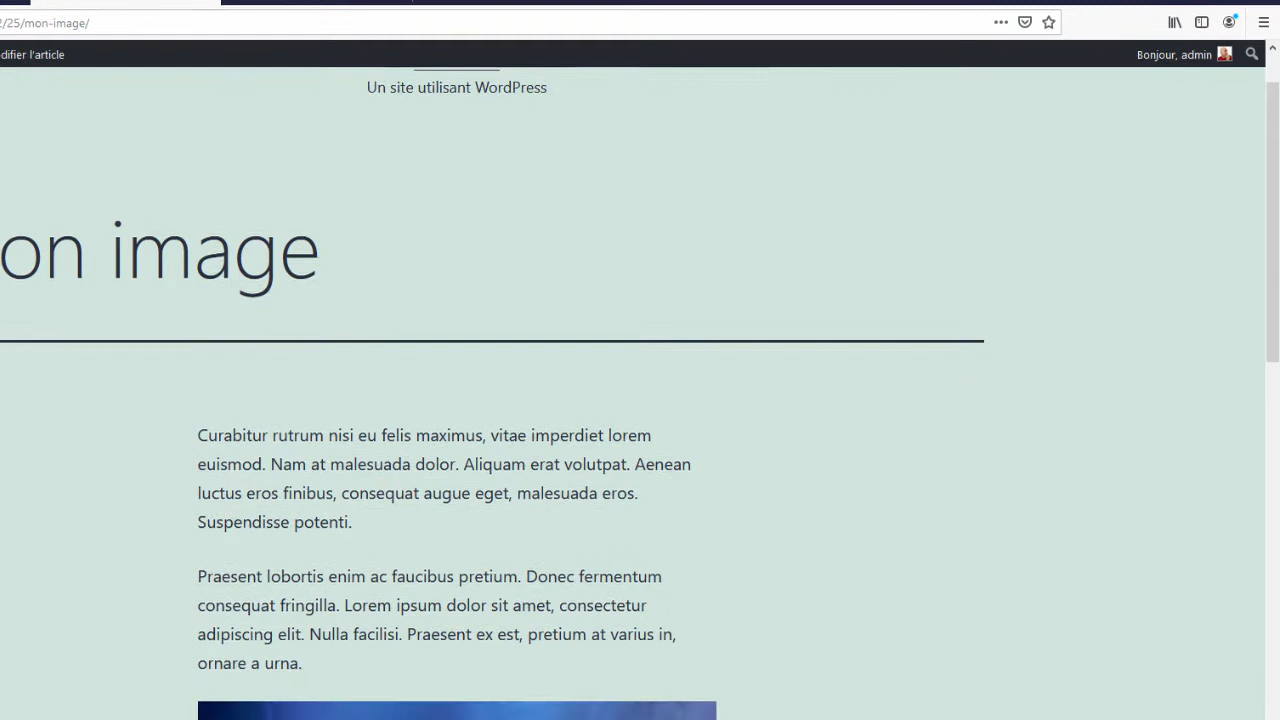 2/25/mon-image/
difier l'article
Bonjour, admin
Un site utilisant WordPress
on image
Curabitur rutrum nisi eu felis maximus, vitae imperdiet lorem
euismod. Nam at malesuada dolor. Aliquam erat volutpat. Aenean
luctus eros finibus, consequat augue eget, malesuada eros.
Suspendisse potenti.
Praesent lobortis enim ac faucibus pretium. Donec fermentum
consequat fringilla. Lorem ipsum dolor sit amet, consectetur
adipiscing elit. Nulla facilisi. Praesent ex est, pretium at varius in,
ornare a urna.